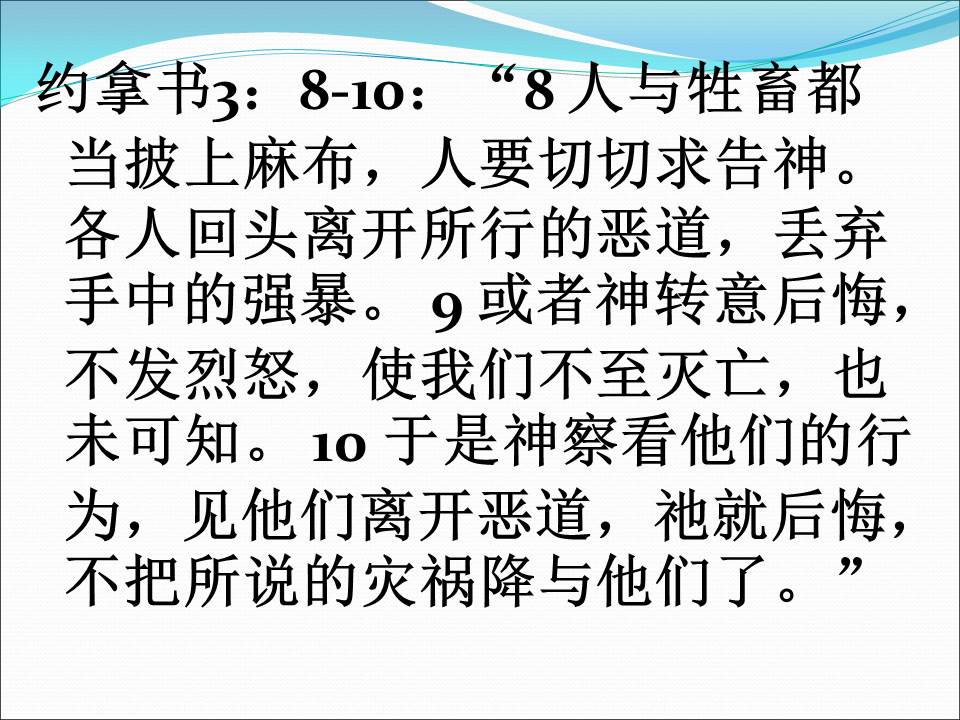 约拿书3：8-10：“8 人与牲畜都
当披上麻布，人要切切求告神。
各人回头离开所行的恶道，丢弃
手中的强暴。 9 或者神转意后悔，
不发烈怒，使我们不至灭亡，也
未可知。 10 于是神察看他们的行
为，见他们离开恶道，祂就后悔，
不把所说的灾祸降与他们了。”